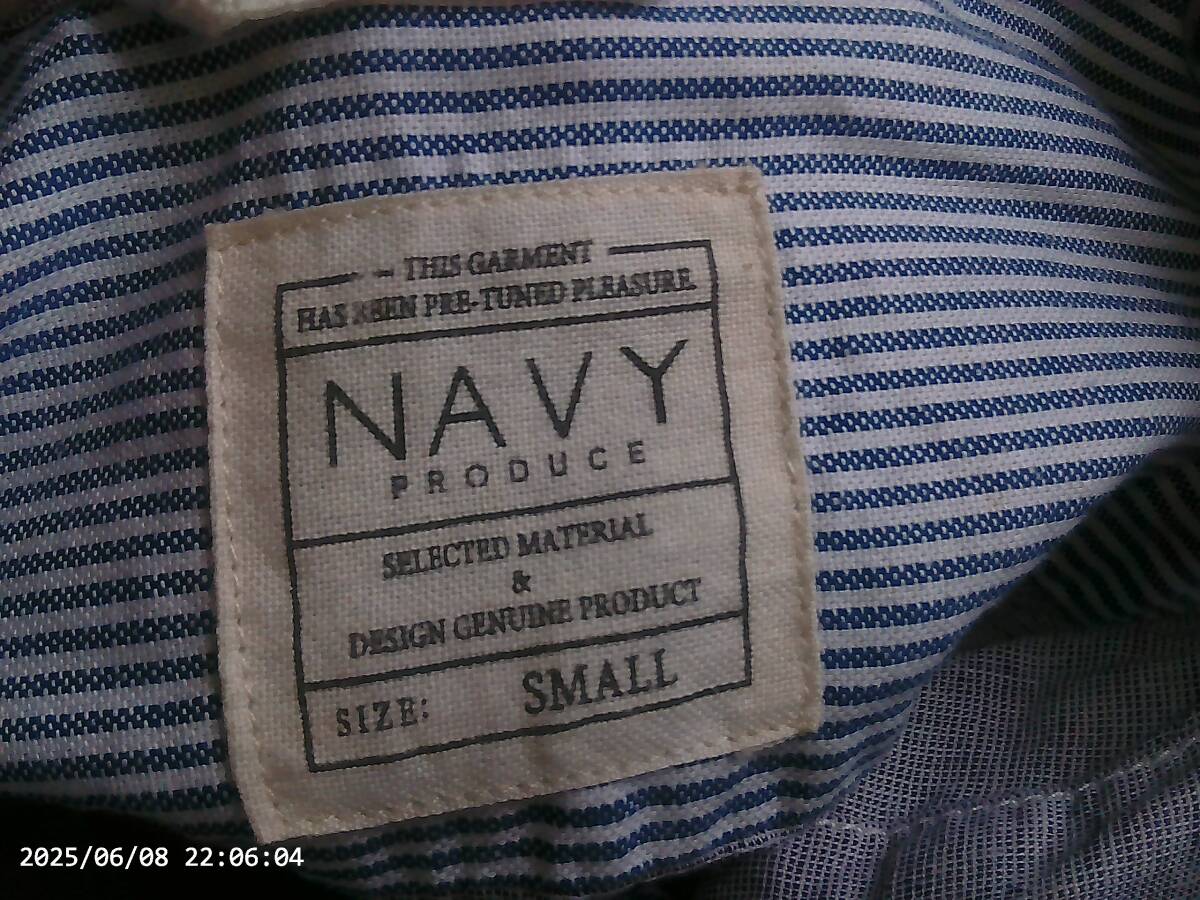 THIS GARMENT
HAS BEEN PRE-TUNED PLEASURE.
NAVY
PRODUCE
SELECTED MATERIAL
&
DESIGN GENUINE PRODUCT
SIZE: SMALL
2025/06/08 22:06:04